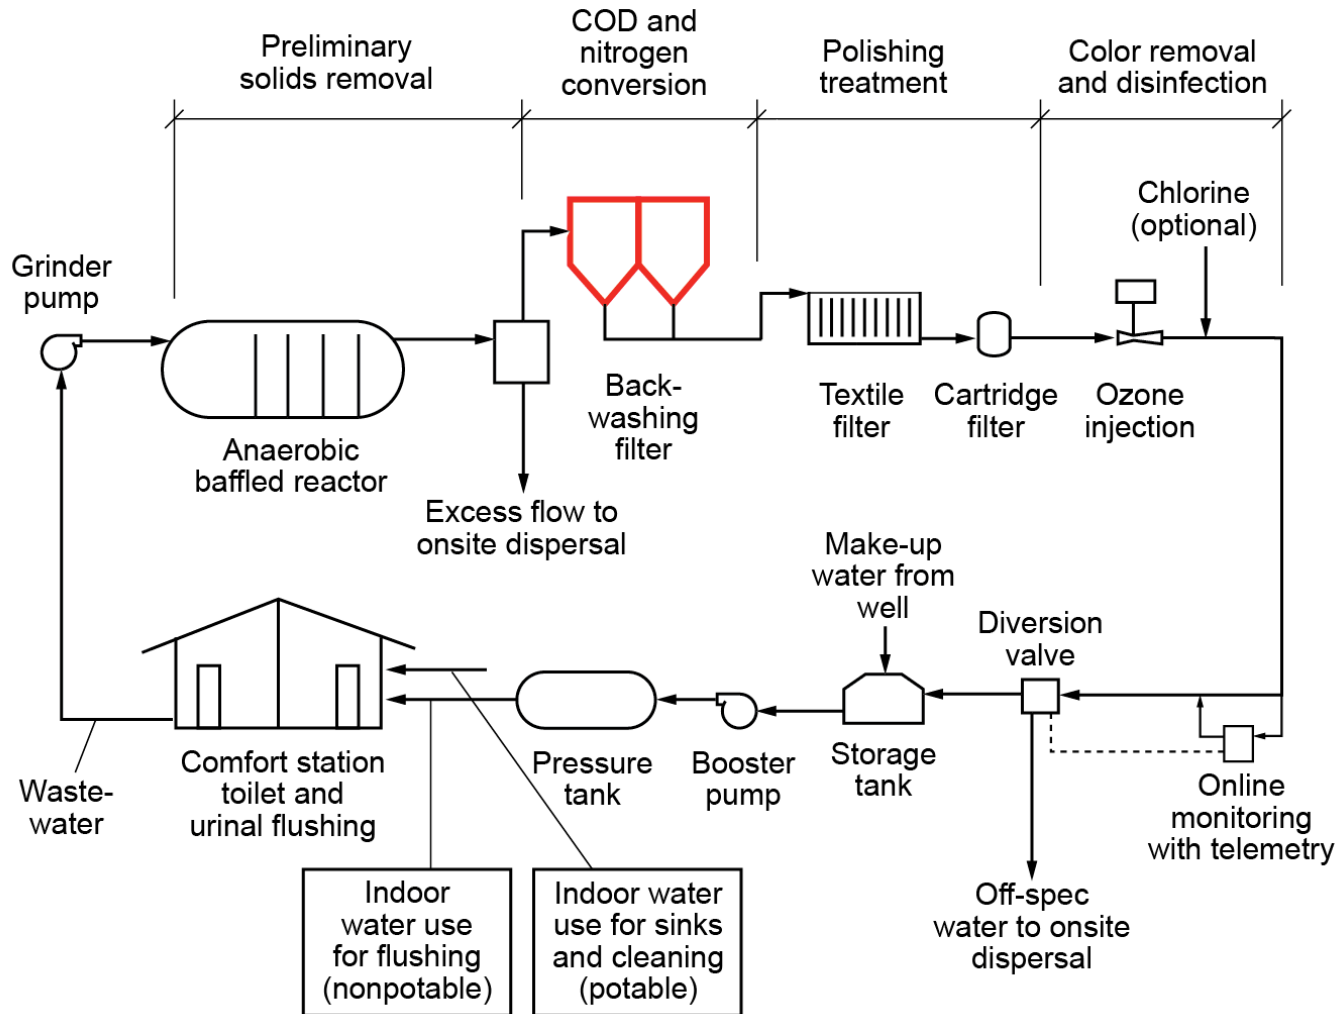 Preliminary
solids removal
COD and
nitrogen
conversion
Polishing
treatment
Color removal
and disinfection
Chlorine
(optional)
Grinder
pump
Anaerobic
baffled reactor
Back-
washing
filter
Textile
filter
Cartridge
filter
Ozone
injection
Excess flow to
onsite dispersal
Make-up
water from
well
Diversion
valve
Waste-
water
Comfort station
toilet and
urinal flushing
Pressure
tank
Booster
pump
Storage
tank
Online
monitoring
with telemetry
Indoor
water use
for flushing
(nonpotable)
Indoor water
use for sinks
and cleaning
(potable)
Off-spec
water to onsite
dispersal